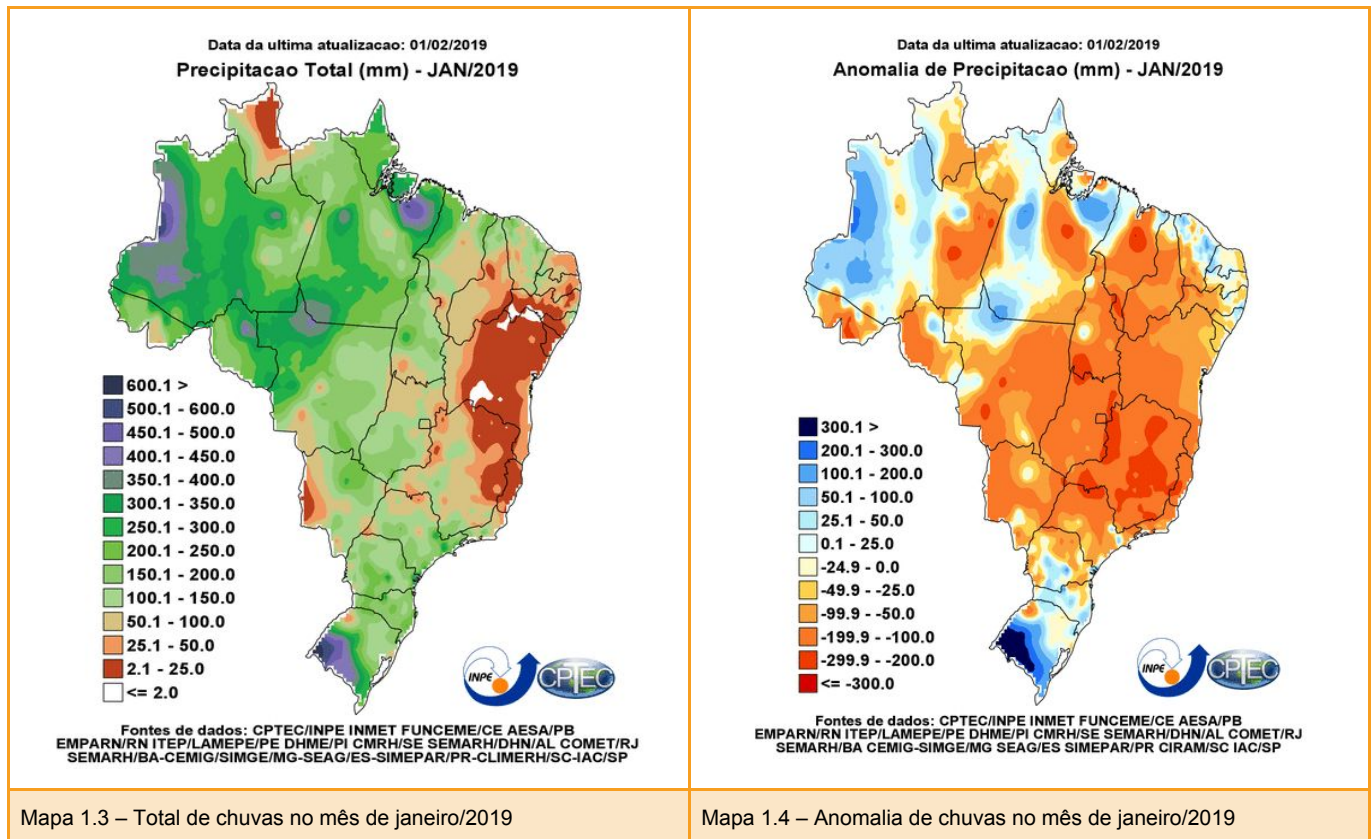 Data da ultima atualizacao: 01/02/2019
Precipitacao Total (mm) - JAN/2019
600.1 >
500.1 - 600.0
450.1 - 500.0
400.1 - 450.0
350.1 - 400.0
300.1 - 350.0
250.1 - 300.0
200.1 - 250.0
150.1 - 200.0
100.1 - 150.0
50.1 - 100.0
25.1 - 50.0
2.1 - 25.0
<= 2.0
INPE
CPTEC
Fontes de dados: CPTEC/INPE INMET FUNCEME/CE AESA/PB
EMPARN/RN ITEP/LAMEPE/PE DHME/PI CMRH/SE SEMARH/DHN/AL COMET/RJ
SEMARH/BA-CEMIG/SIMGE/MG-SEAG/ES-SIMEPAR/PR-CLIMERH/SC-IAC/SP
Mapa 1.3 – Total de chuvas no mês de janeiro/2019
Data da ultima atualizacao: 01/02/2019
Anomalia de Precipitacao (mm) - JAN/2019
300.1 >
200.1 - 300.0
100.1 - 200.0
50.1 - 100.0
25.1 - 50.0
0.1 - 25.0
-24.9 - 0.0
-49.9 - -25.0
-99.9 - -50.0
-199.9 - -100.0
-299.9 - -200.0
<= -300.0
INPE
CPTEC
Fontes de dados: CPTEC/INPE INMET FUNCEME/CE AESA/PB
EMPARN/RN ITEP/LAMEPE/PE DHME/PI CMRH/SE SEMARH/DHN/AL COMET/RJ
SEMARH/BA CEMIG-SIMGE/MG SEAG/ES SIMEPAR/PR CIRAM/SC IAC/SP
Mapa 1.4 – Anomalia de chuvas no mês de janeiro/2019